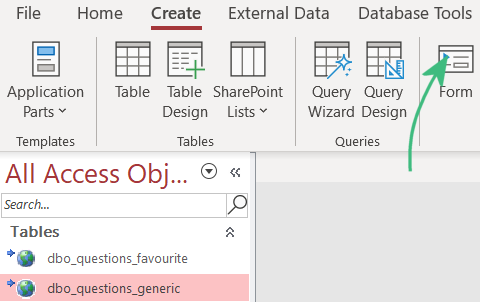 File Home Create External Data Database Tools
Application Parts Table Table Design SharePoint Lists Query Wizard Query Design Form
Templates Tables Queries
All Access Obj...
Search...
Tables
dbo_questions_favourite
dbo_questions_generic